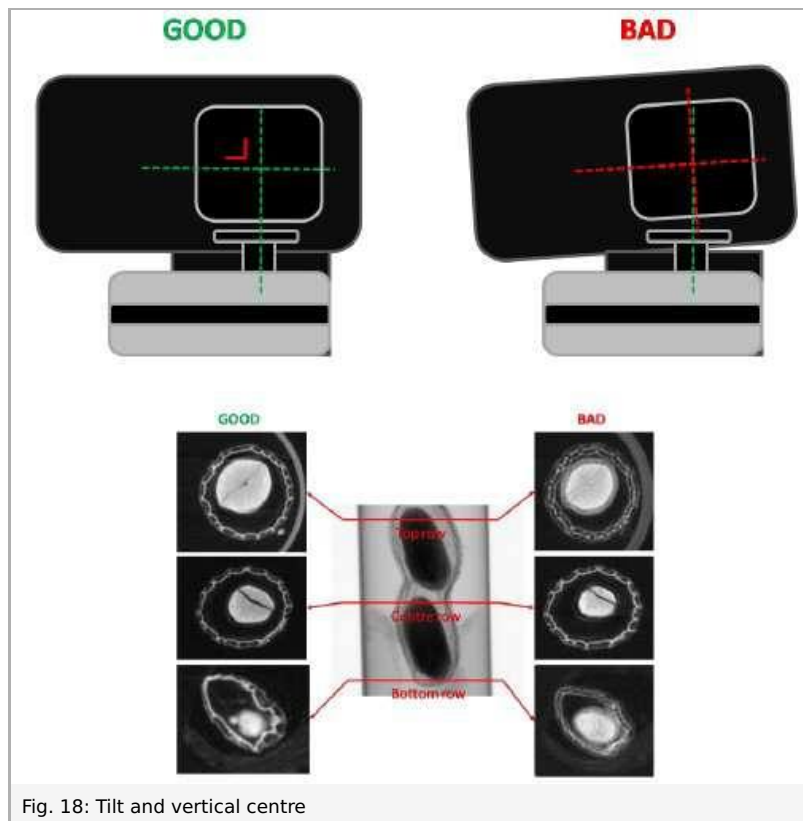 GOOD BAD
GOOD BAD
Top row
Centre row
Bottom row
Fig. 18: Tilt and vertical centre